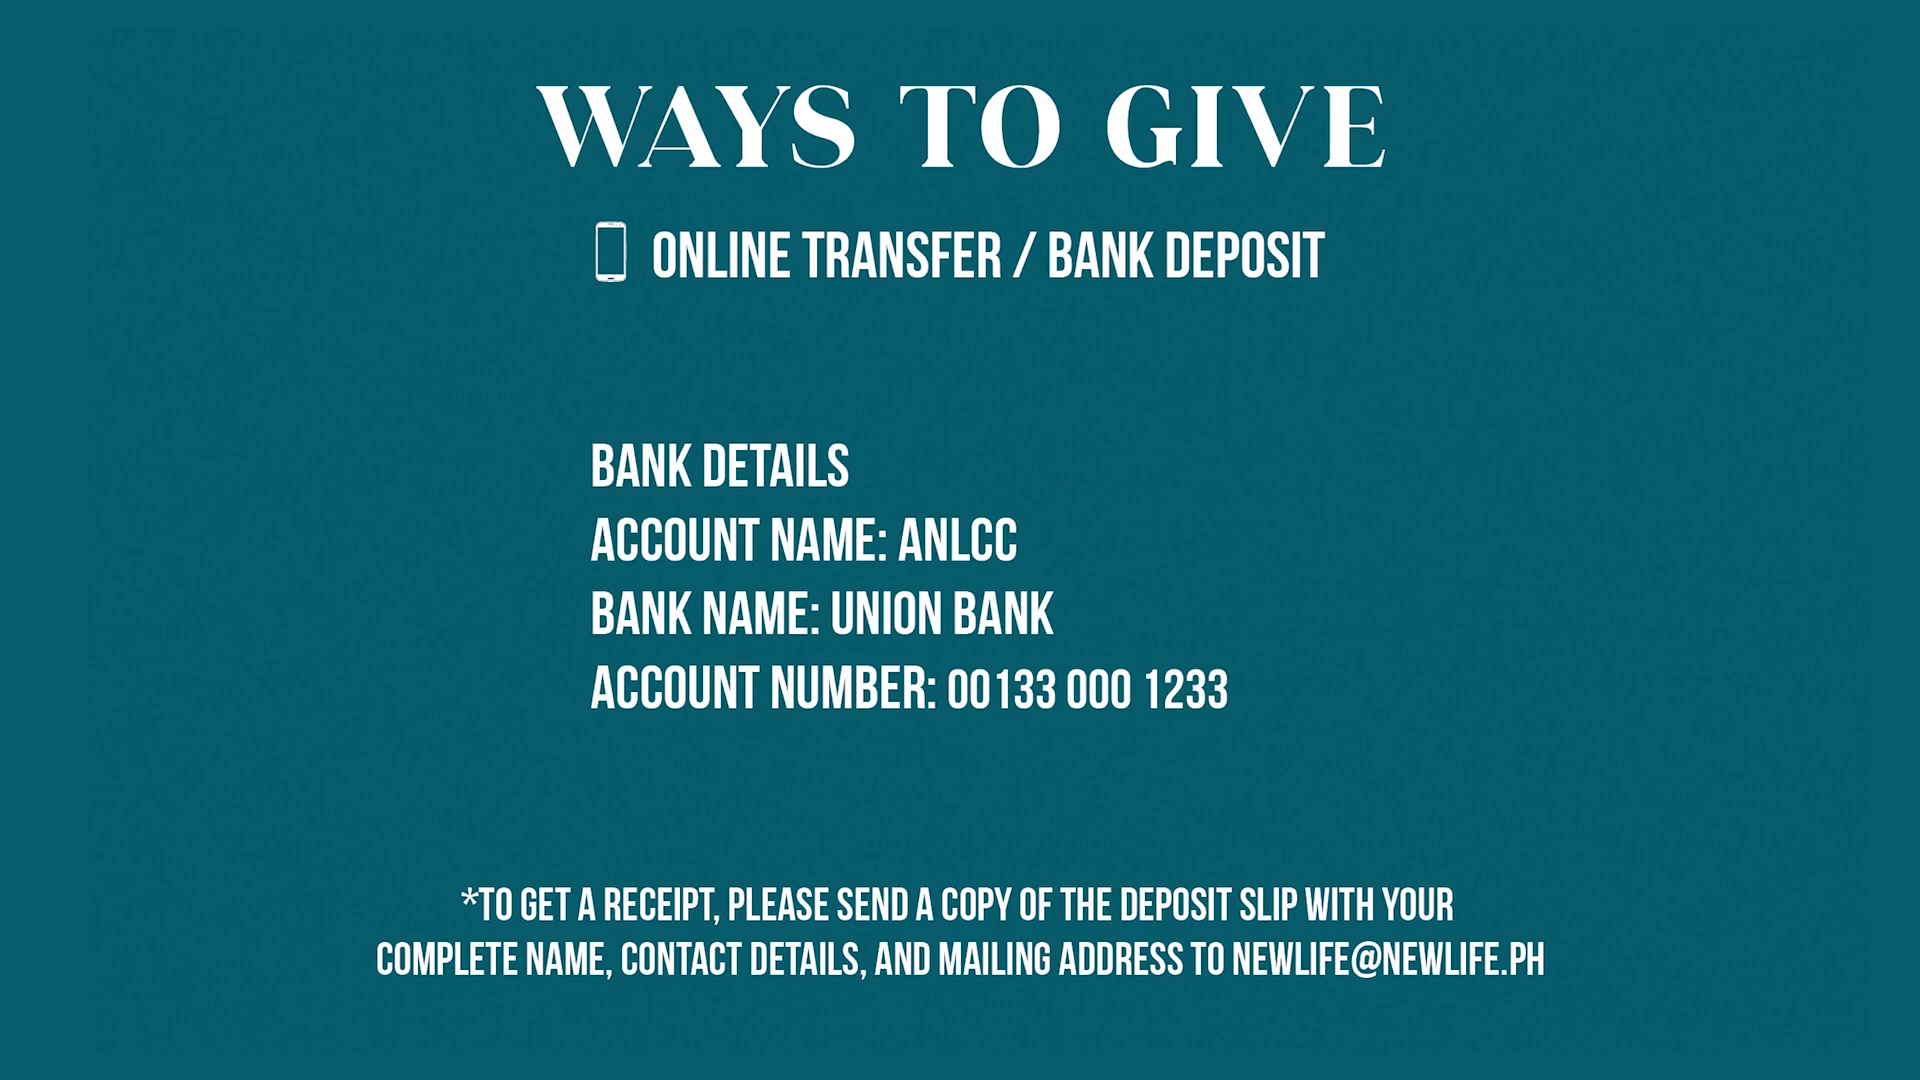 WAYS TO GIVE
ONLINE TRANSFER / BANK DEPOSIT
BANK DETAILS
ACCOUNT NAME: ANLCC
BANK NAME: UNION BANK
ACCOUNT NUMBER: 00133 000 1233
*TO GET A RECEIPT, PLEASE SEND A COPY OF THE DEPOSIT SLIP WITH YOUR
COMPLETE NAME, CONTACT DETAILS, AND MAILING ADDRESS TO NEWLIFE@NEWLIFE.PH